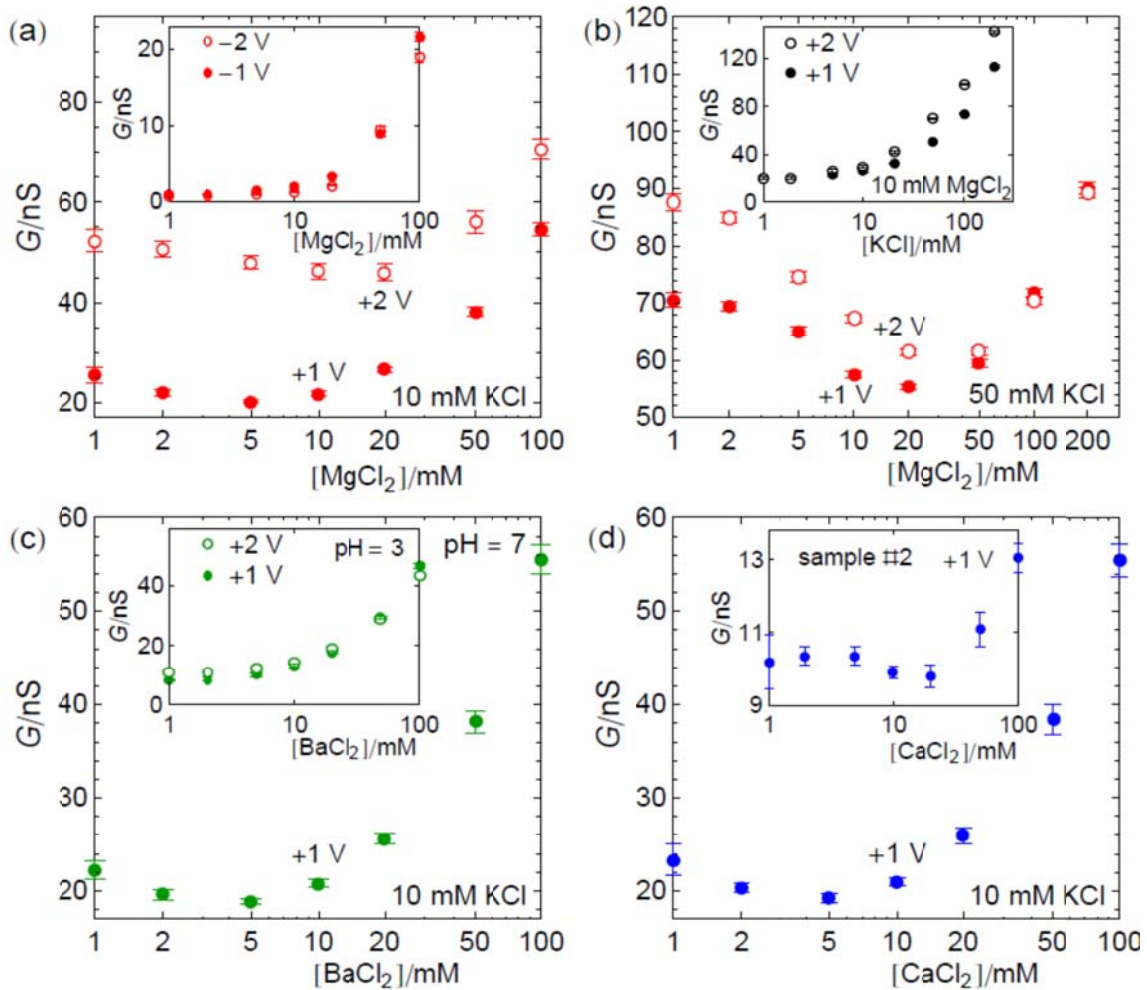 (a)
−2 V
−1 V
G/nS
20
10
0
1
10
100
[MgCl2]/mM
G/nS
80
60
40
20
+2 V
+1 V
10 mM KCl
1
2
5
10
20
50
100
[MgCl2]/mM
(b)
+2 V
+1 V
G/nS
120
80
40
0
10 mM MgCl2
1
10
100
[KCl]/mM
G/nS
120
110
100
90
80
70
60
50
+2 V
+1 V
50 mM KCl
1
2
5
10
20
50
100
200
[MgCl2]/mM
(c)
+2 V
+1 V
pH = 3
pH = 7
G/nS
40
20
0
1
10
100
[BaCl2]/mM
G/nS
60
50
40
30
20
+1 V
10 mM KCl
1
2
5
10
20
50
100
[BaCl2]/mM
(d)
sample #2
+1 V
G/nS
13
11
9
1
10
100
[CaCl2]/mM
G/nS
60
50
40
30
20
+1 V
10 mM KCl
1
2
5
10
20
50
100
[CaCl2]/mM